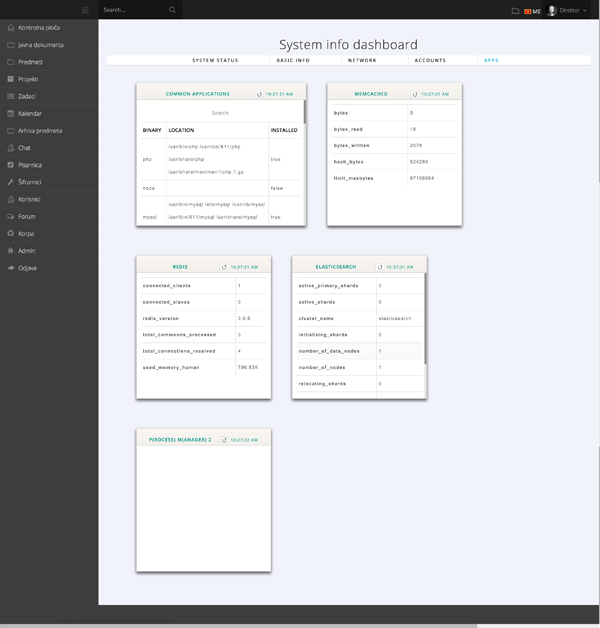 Search...
ME
Direktor
Kontrolna ploča
Javna dokumenta
Predmeti
Projekti
Zadaci
Kalendar
Arhiva predmeta
Chat
Pisarnica
Šifarnici
Korisnici
Forum
Korpa
Admin
Odjava
System info dashboard
SYSTEM STATUS BASIC INFO NETWORK ACCOUNTS APPS
COMMON APPLICATIONS 10:27:21 AM
Search
BINARY LOCATION INSTALLED
/usr/bin/php /usr/bin/X11/php
php /usr/share/php true
/usr/share/man/man1/php.1.gz
node false
/usr/bin/mysql /etc/mysql /usr/lib/mysql
mysql /usr/bin/X11/mysql /usr/share/mysql true
MEMCACHED 10:27:21 AM
bytes 0
bytes_read 18
bytes_written 2078
hash_bytes 524288
limit_maxbytes 67108864
REDIS 10:27:21 AM
connected_clients 1
connected_slaves 0
redis_version 3.0.6
total_commands_processed 3
total_connections_received 4
used_memory_human 796.83K
ELASTICSEARCH 10:27:21 AM
active_primary_shards 5
active_shards 5
cluster_name elasticsearch
initializing_shards 0
number_of_data_nodes 1
number_of_nodes 1
relocating_shards 0
P(ROCESS) M(ANAGER) 2 10:27:22 AM